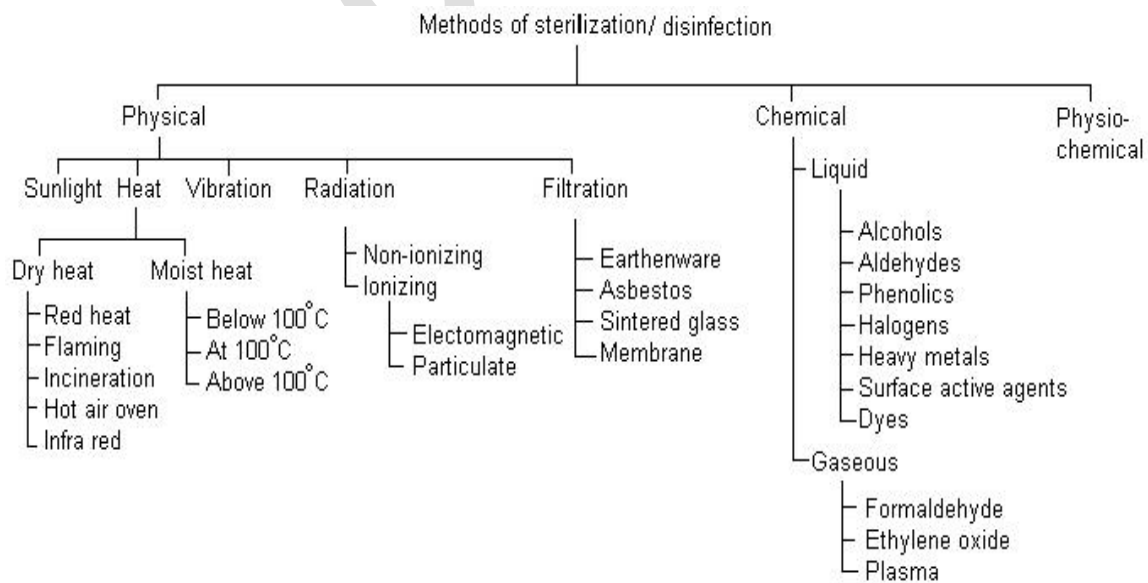 Methods of sterilization/ disinfection
Physical
Chemical
Physio-
chemical
Sunlight Heat Vibration Radiation Filtration
Dry heat
Red heat
Flaming
Incineration
Hot air oven
Infra red
Moist heat
Below 100°C
At 100°C
Above 100°C
Non-ionizing
Ionizing
Electomagnetic
Particulate
Earthenware
Asbestos
Sintered glass
Membrane
Liquid
Alcohols
Aldehydes
Phenolics
Halogens
Heavy metals
Surface active agents
Dyes
Gaseous
Formaldehyde
Ethylene oxide
Plasma